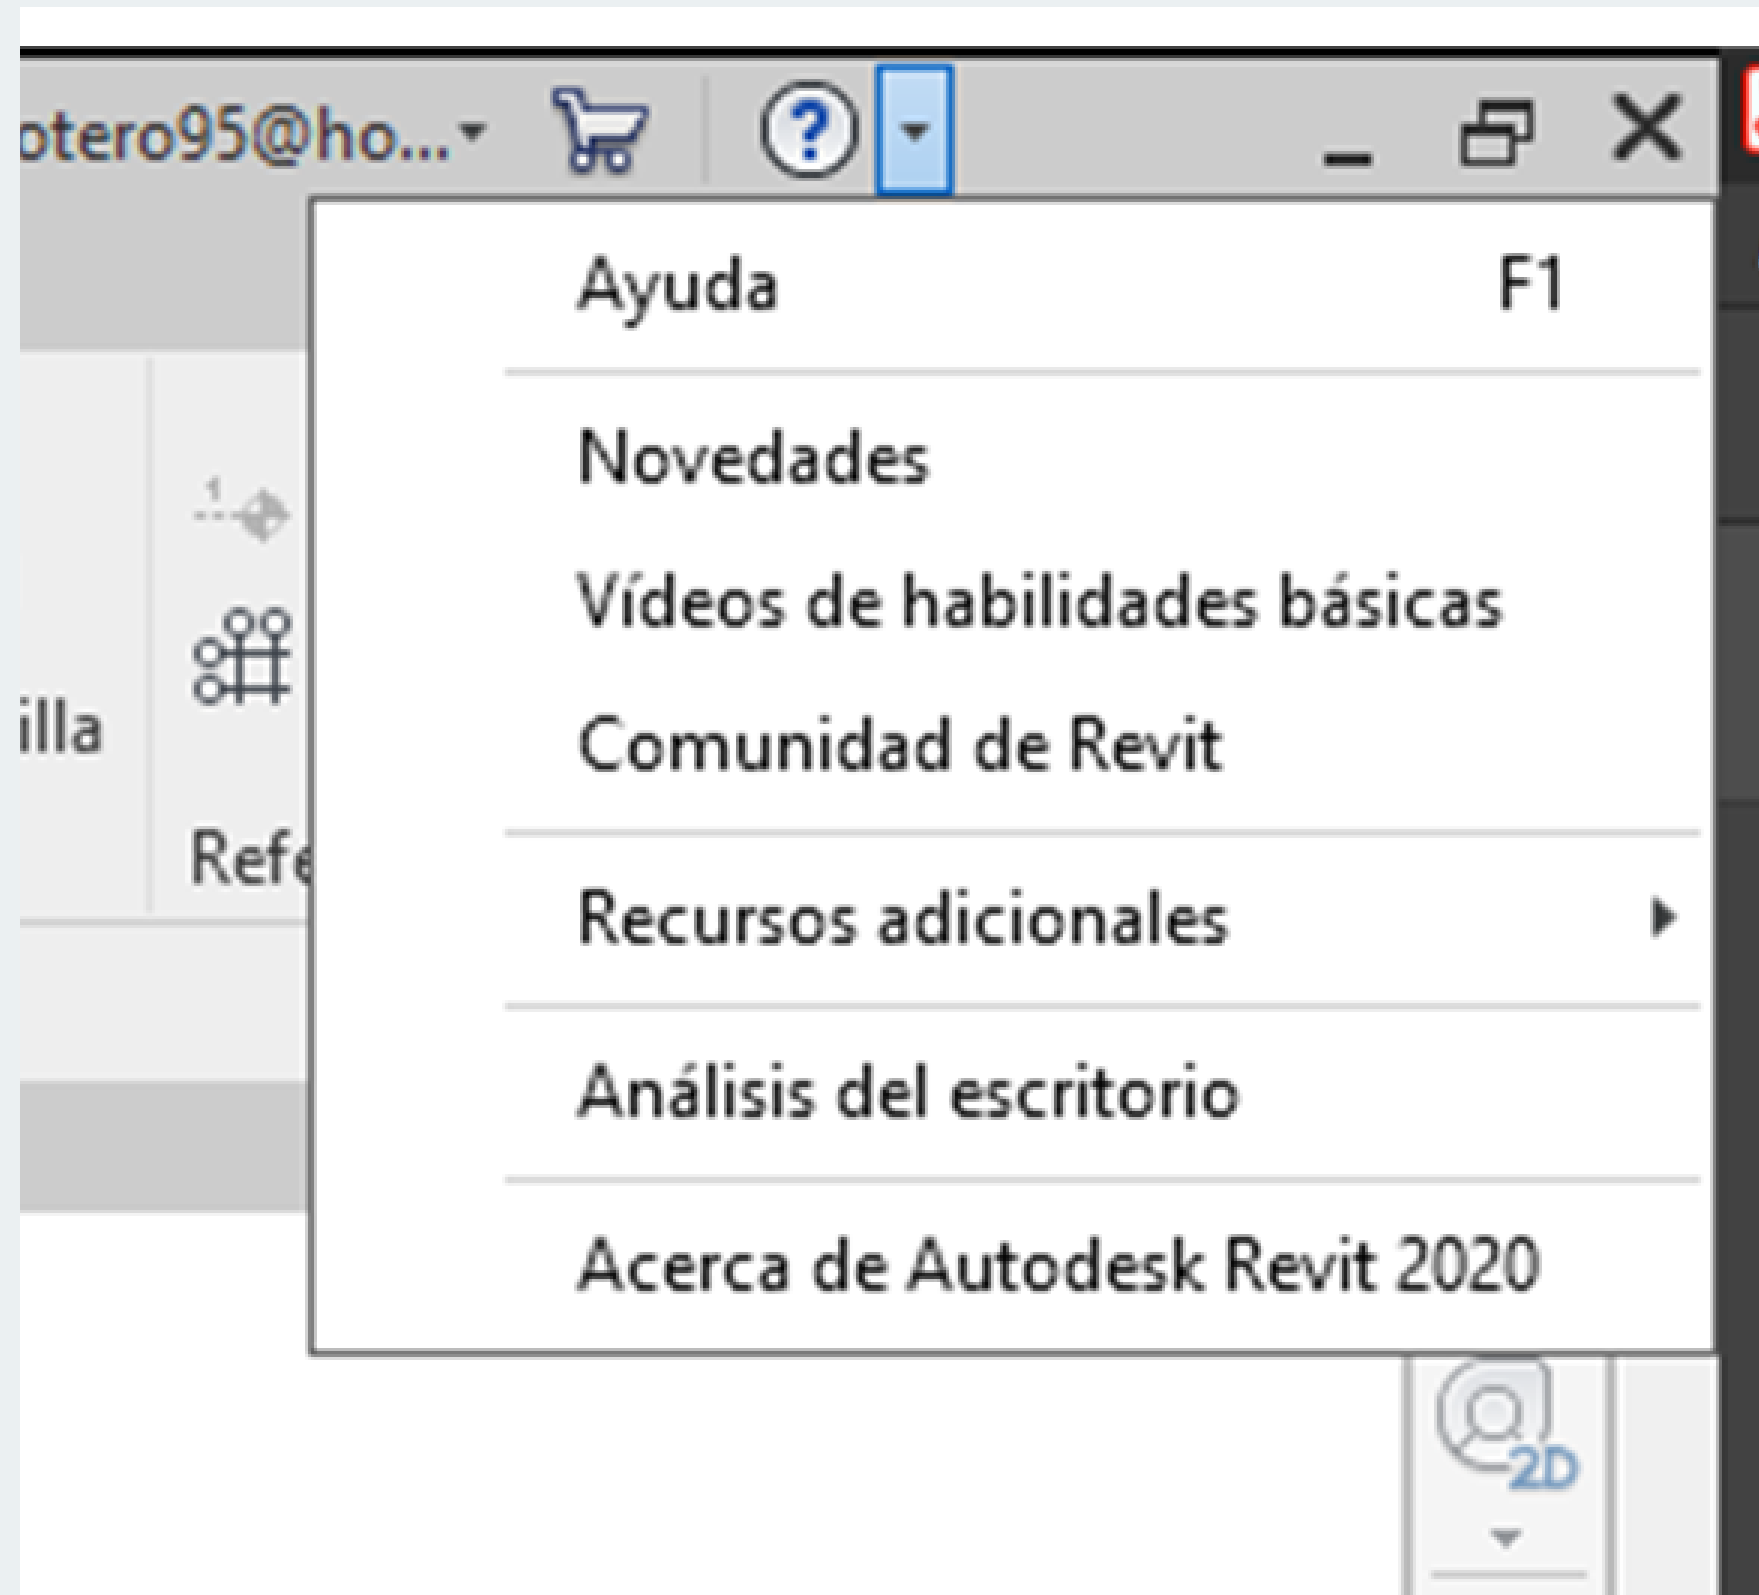 otero95@ho...
?
Ayuda F1
Novedades
Vídeos de habilidades básicas
Comunidad de Revit
Recursos adicionales
Análisis del escritorio
Acerca de Autodesk Revit 2020
1
illa
Refe
2D